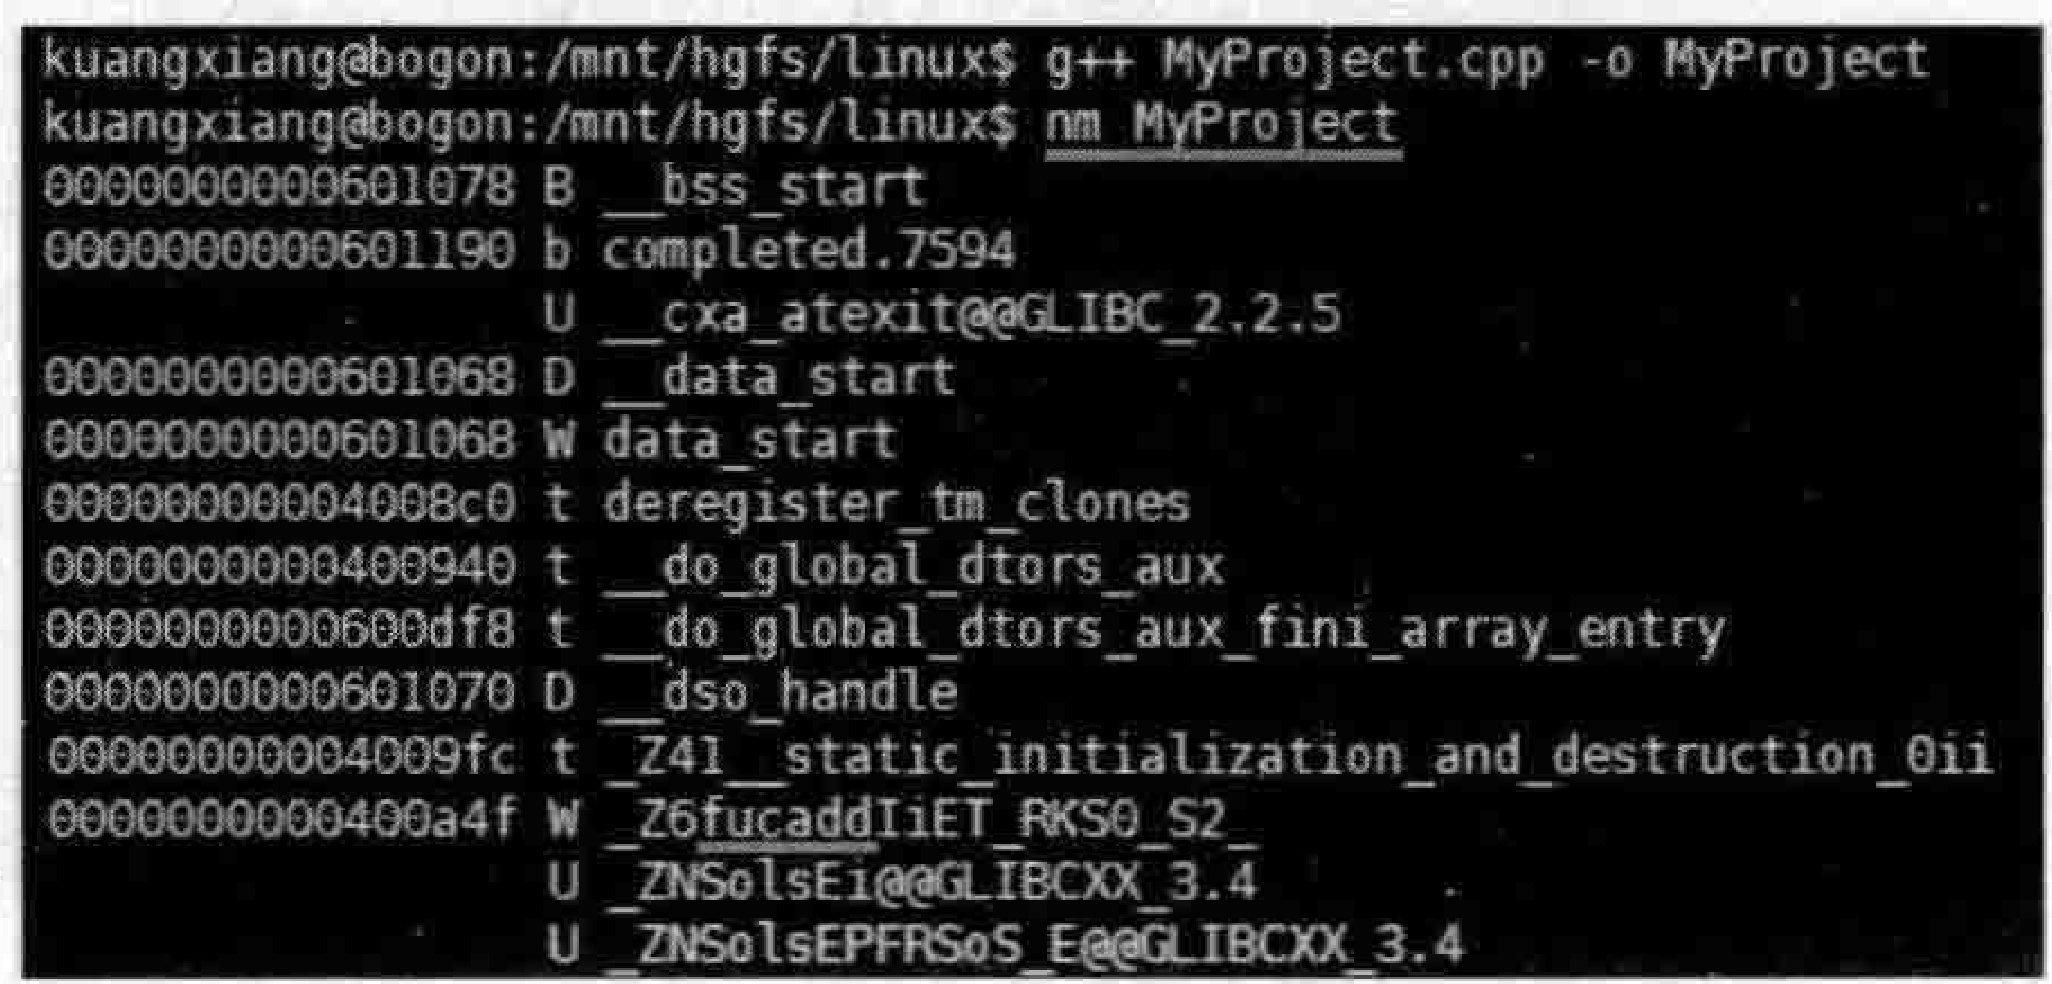 kuangxiang@bogon:/mnt/hgfs/linux$ g++ MyProject.cpp -o MyProject
kuangxiang@bogon:/mnt/hgfs/linux$ nm MyProject
0000000000601078 B __bss_start
0000000000601190 b completed.7594
U __cxa_atexit@@GLIBC_2.2.5
0000000000601068 D __data_start
0000000000601068 W data_start
00000000004008c0 t deregister_tm_clones
0000000000400940 t __do_global_dtors_aux
0000000000600df8 t __do_global_dtors_aux_fini_array_entry
0000000000601070 D __dso_handle
00000000004009fc t _Z41__static_initialization_and_destruction_0ii
0000000000400a4f W _Z6fucaddIiET_RKS0_S2_
U _ZNSolsEi@@GLIBCXX_3.4
U _ZNSolsEPFRSoS_E@@GLIBCXX_3.4